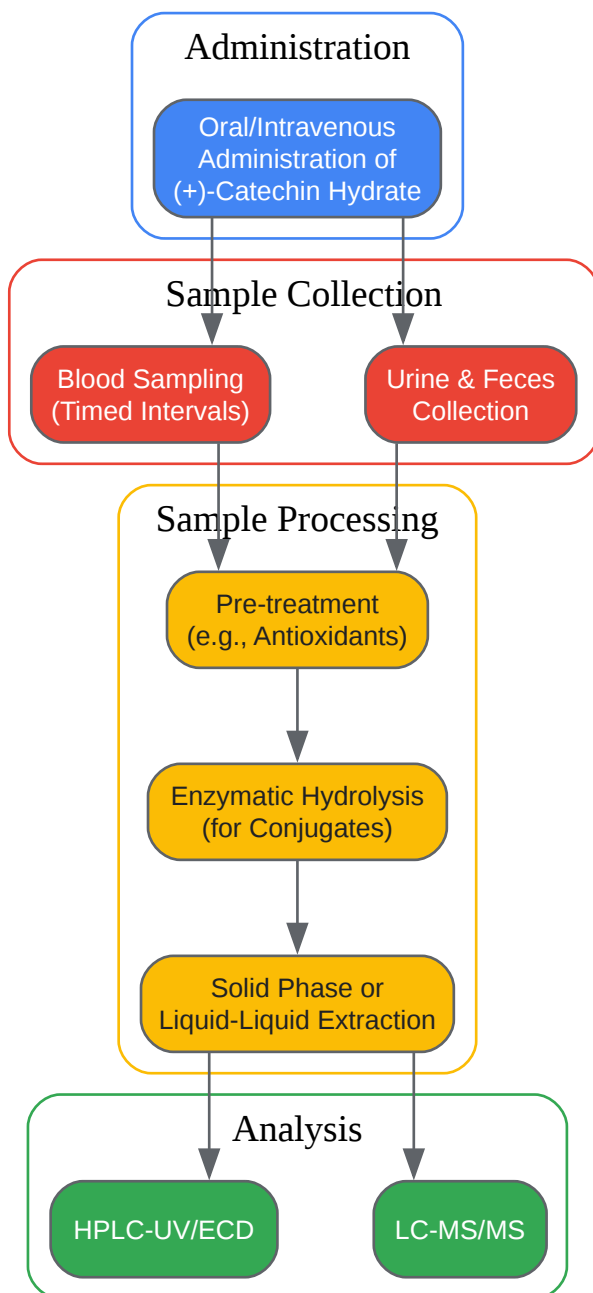 Administration
Oral/Intravenous
Administration of
(+)-Catechin Hydrate
Sample Collection
Blood Sampling
(Timed Intervals)
Urine & Feces
Collection
Sample Processing
Pre-treatment
(e.g., Antioxidants)
Enzymatic Hydrolysis
(for Conjugates)
Solid Phase or
Liquid-Liquid Extraction
Analysis
HPLC-UV/ECD
LC-MS/MS